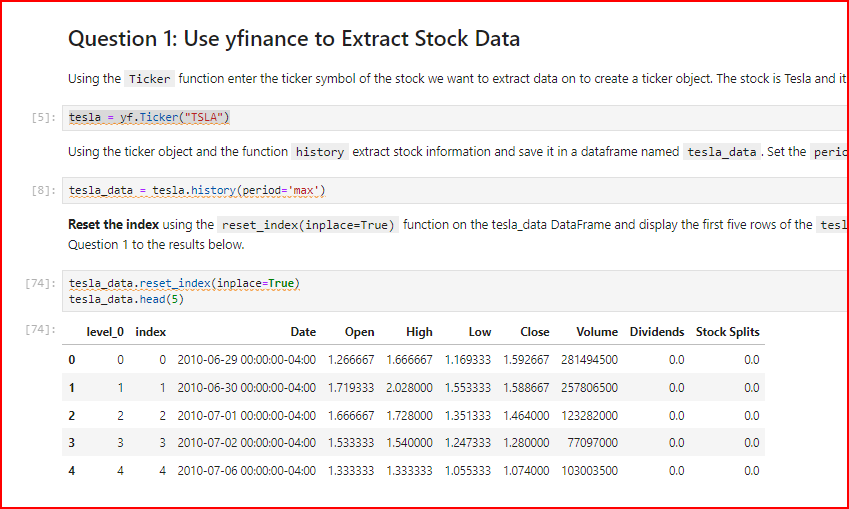 Question 1: Use yfinance to Extract Stock Data
Using the Ticker function enter the ticker symbol of the stock we want to extract data on to create a ticker object. The stock is Tesla and it
[5]: tesla = yf.Ticker("TSLA")
Using the ticker object and the function history extract stock information and save it in a dataframe named tesla_data . Set the perio
[8]: tesla_data = tesla.history(period='max')
Reset the index using the reset_index(inplace=True) function on the tesla_data DataFrame and display the first five rows of the tesl
Question 1 to the results below.
[74]: tesla_data.reset_index(inplace=True)
tesla_data.head(5)
[74]: level_0 index Date Open High Low Close Volume Dividends Stock Splits
0 0 0 2010-06-29 00:00:00-04:00 1.266667 1.666667 1.169333 1.592667 281494500 0.0 0.0
1 1 1 2010-06-30 00:00:00-04:00 1.719333 2.028000 1.553333 1.588667 257806500 0.0 0.0
2 2 2 2010-07-01 00:00:00-04:00 1.666667 1.728000 1.351333 1.464000 123282000 0.0 0.0
3 3 3 2010-07-02 00:00:00-04:00 1.533333 1.540000 1.247333 1.280000 77097000 0.0 0.0
4 4 4 2010-07-06 00:00:00-04:00 1.333333 1.333333 1.055333 1.074000 103003500 0.0 0.0